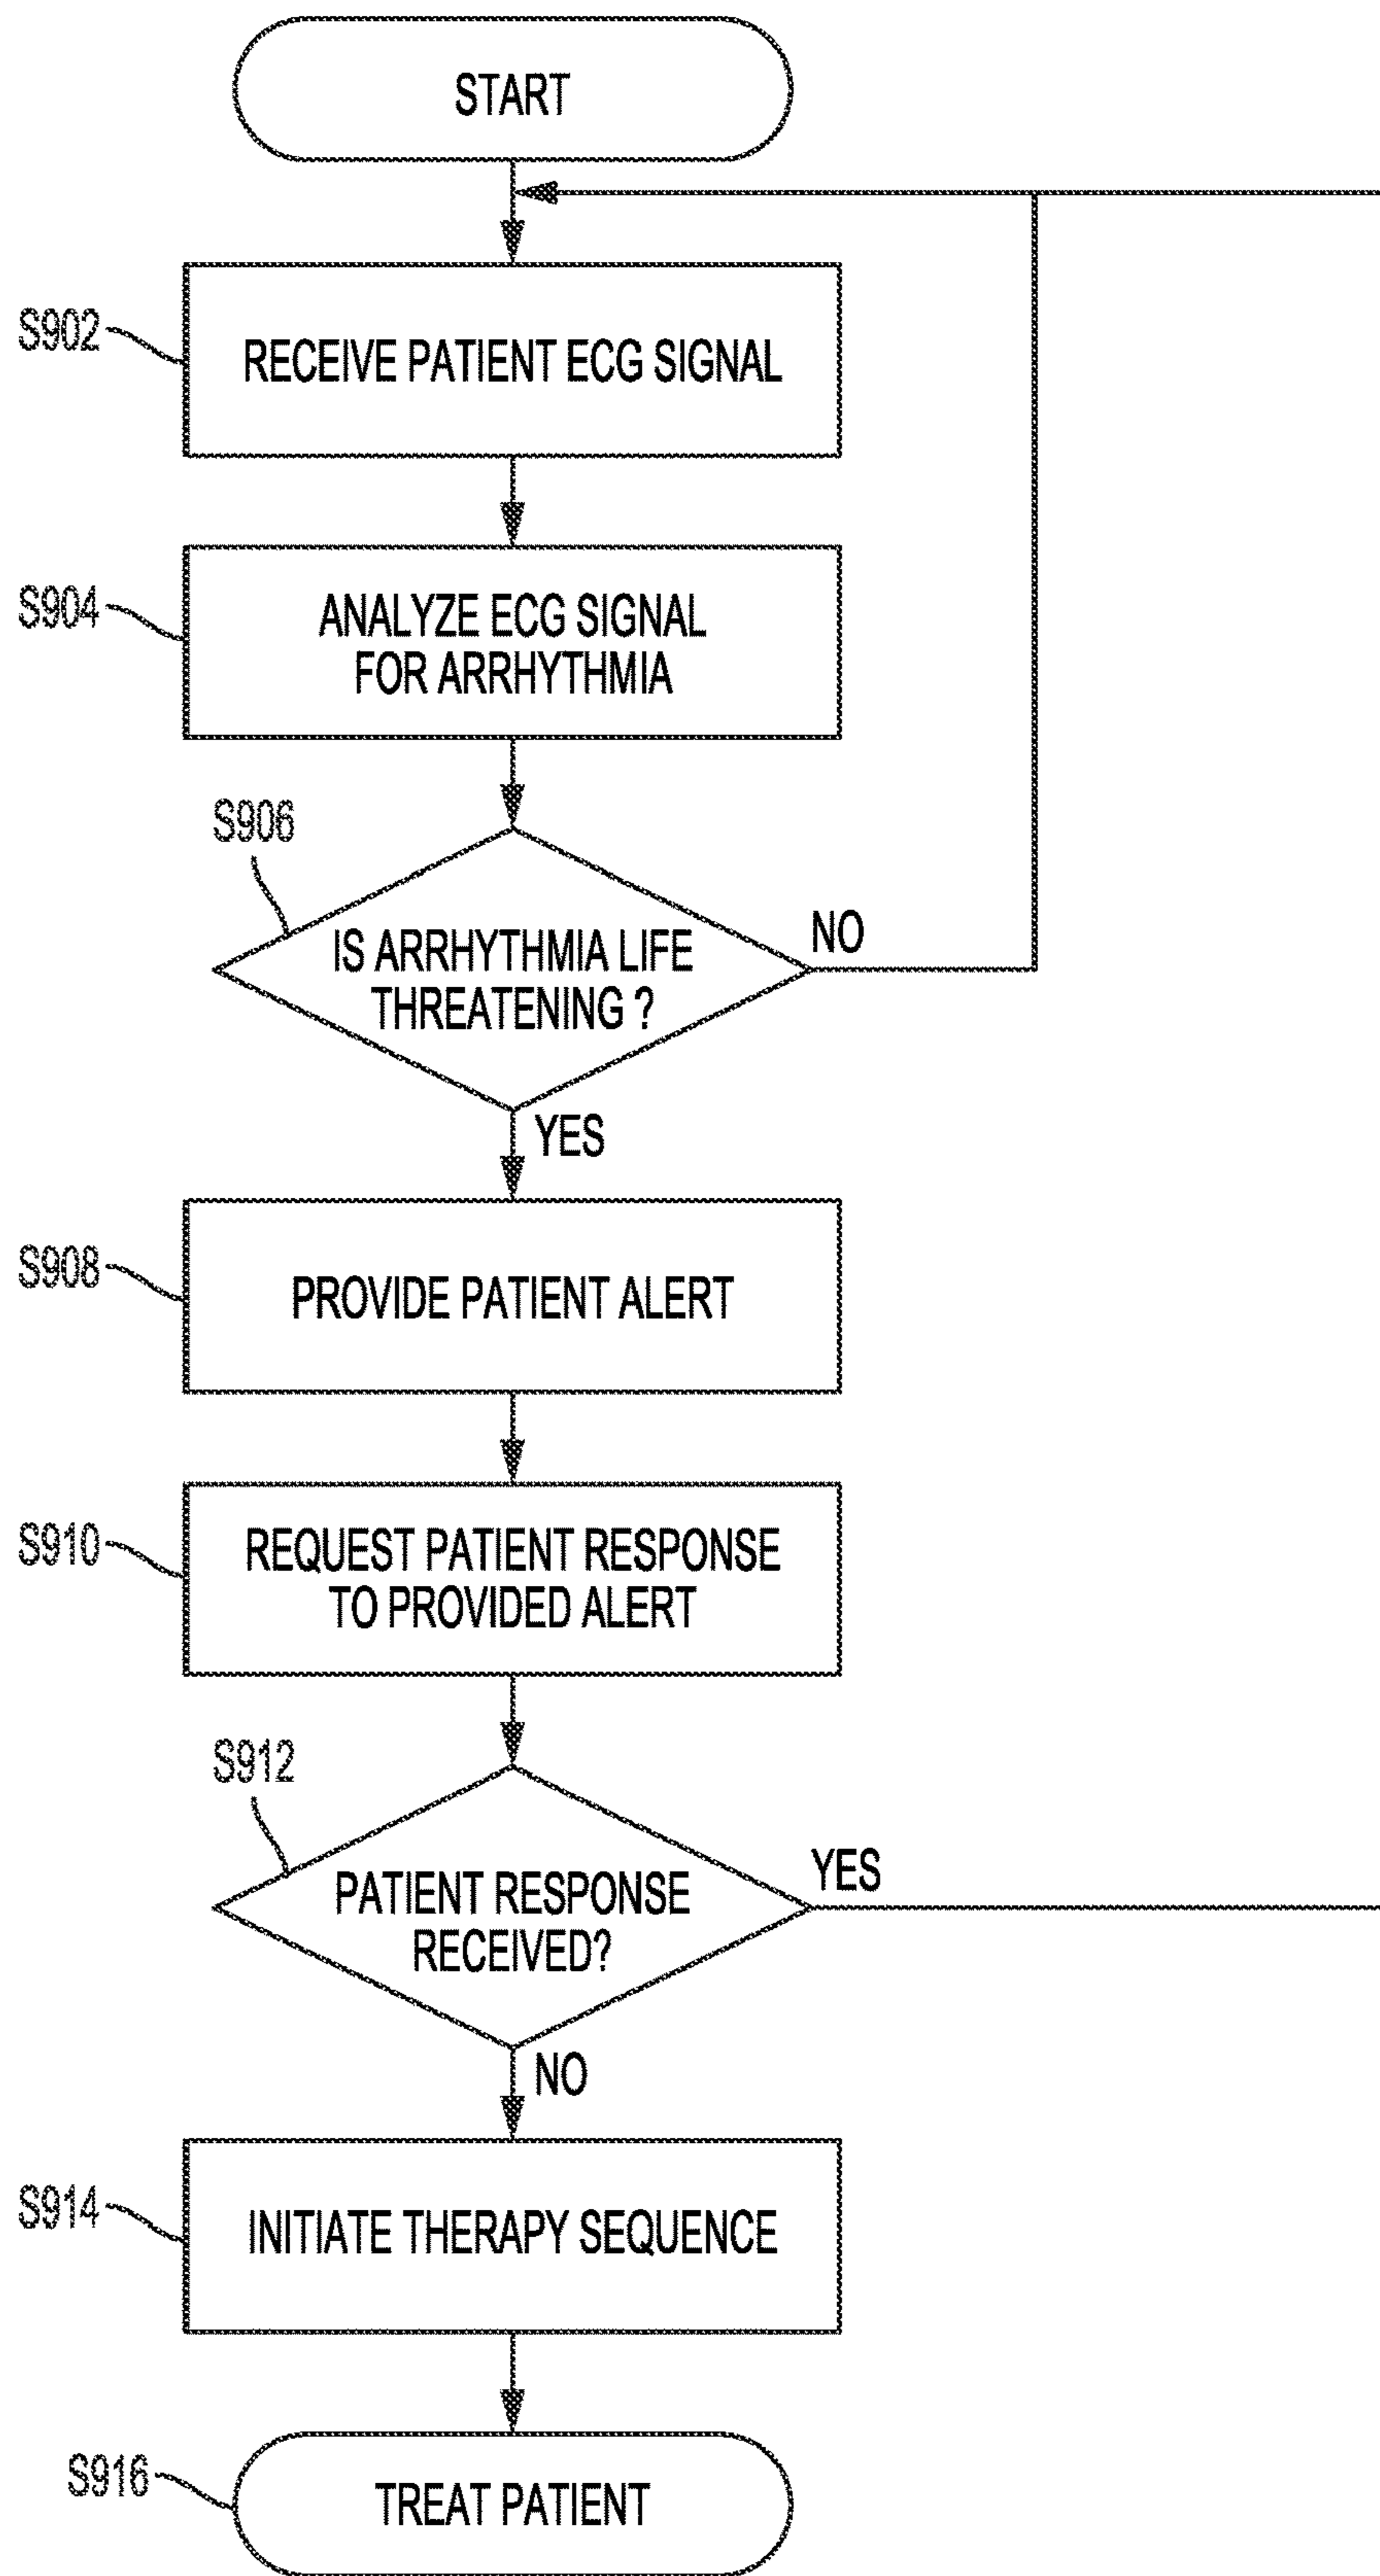 START
S902
RECEIVE PATIENT ECG SIGNAL
S904
ANALYZE ECG SIGNAL
FOR ARRHYTHMIA
S906
IS ARRHYTHMIA LIFE
THREATENING ?
NO
YES
S908
PROVIDE PATIENT ALERT
S910
REQUEST PATIENT RESPONSE
TO PROVIDED ALERT
S912
PATIENT RESPONSE
RECEIVED?
YES
NO
S914
INITIATE THERAPY SEQUENCE
S916
TREAT PATIENT